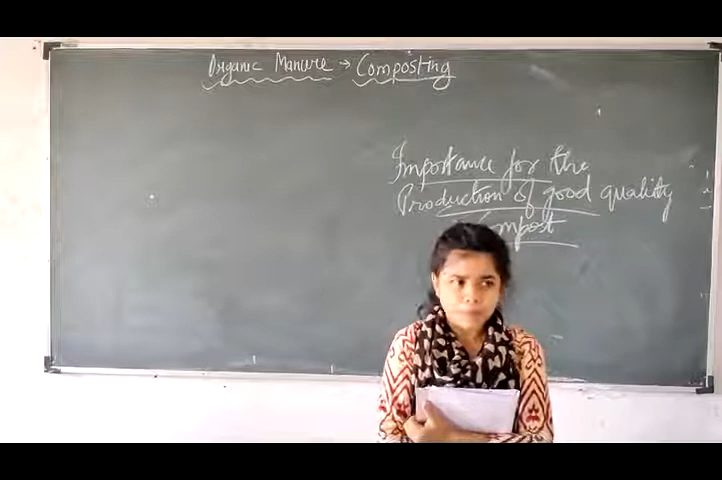 Organic Manure → Composting
Importance for the
Production of good quality
Compost